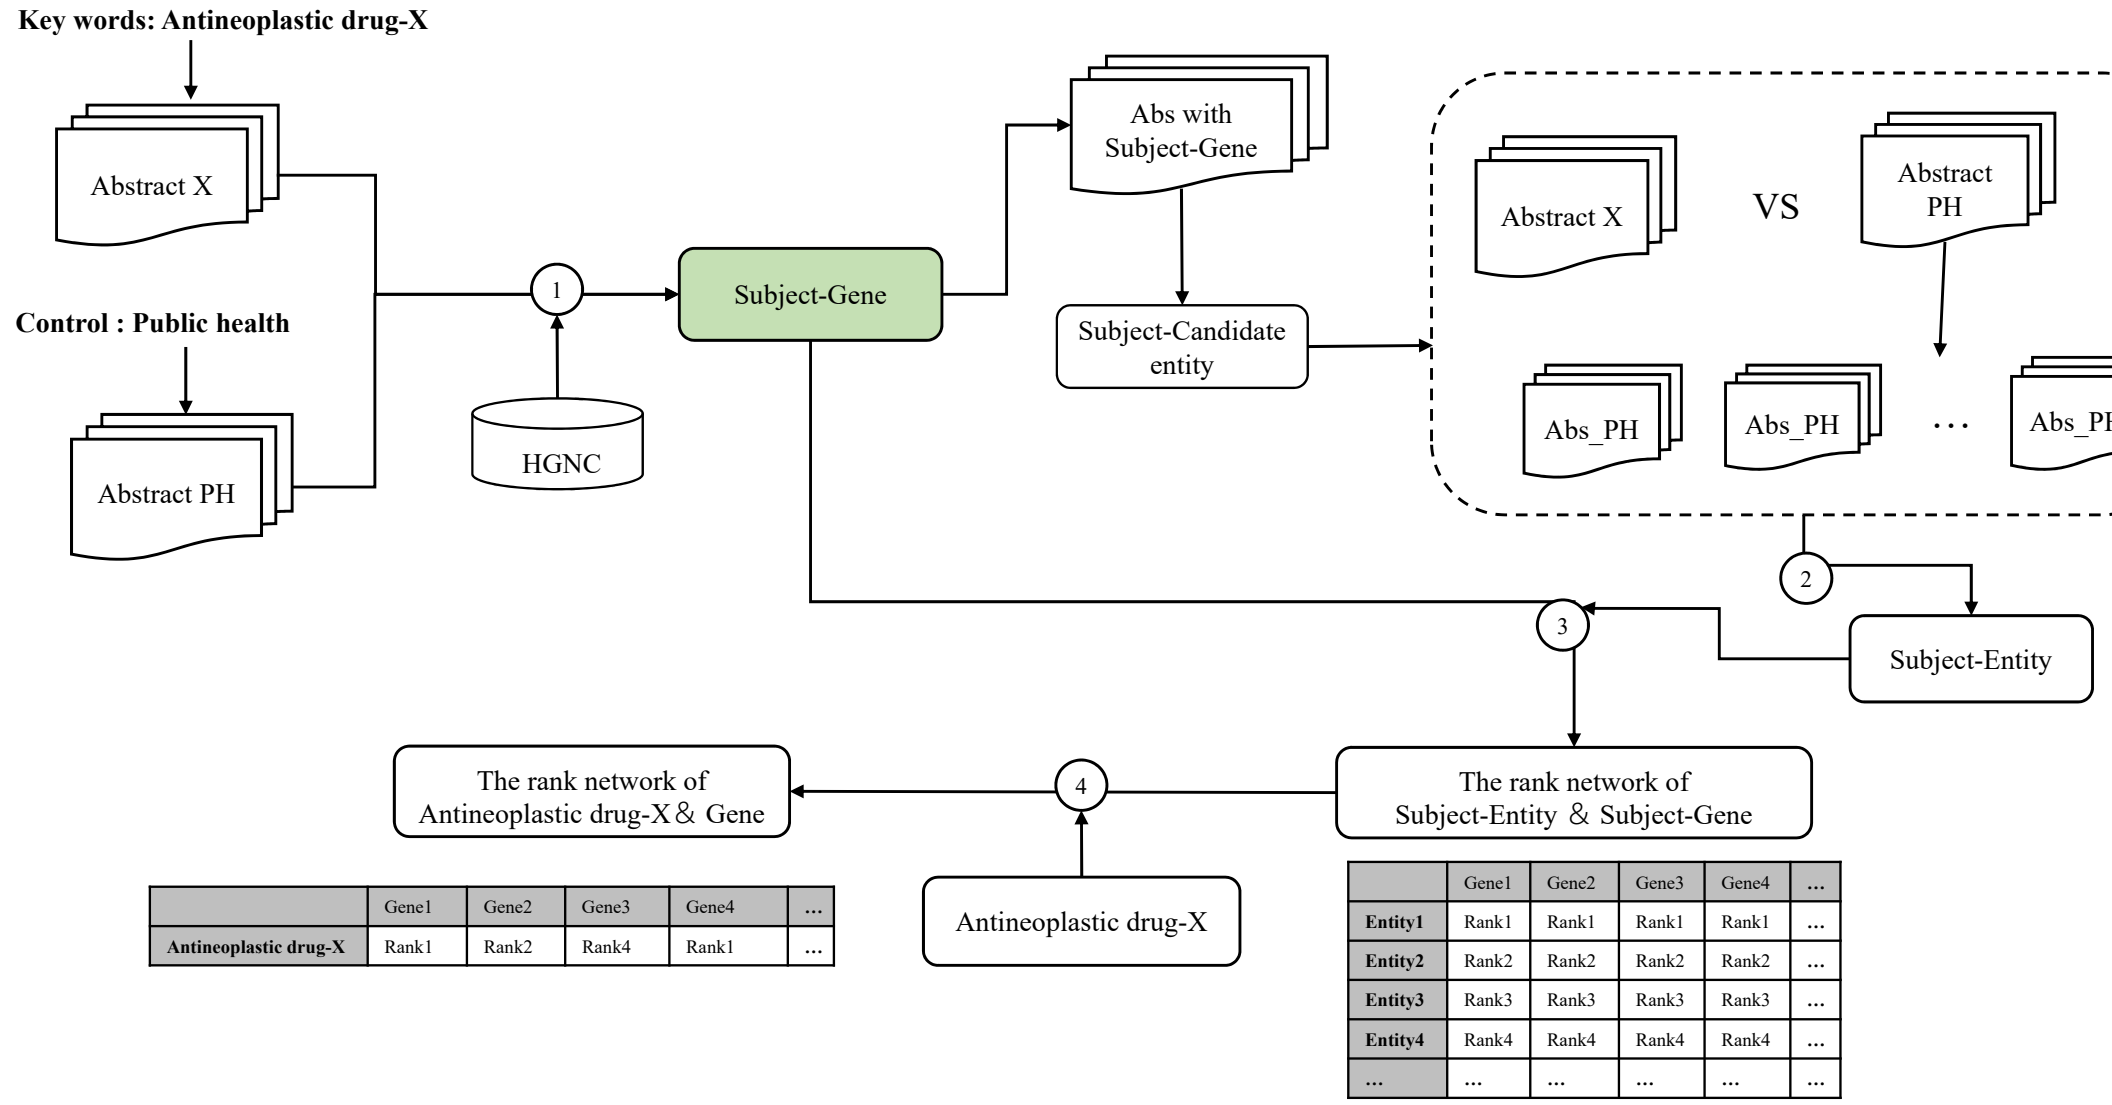 Key words: Antineoplastic drug-X
Abstract X
Control : Public health
Abstract PH
1
HGNC
Subject-Gene
Abs with
Subject-Gene
Subject-Candidate
entity
Abstract X
VS
Abstract
PH
Abs_PH
Abs_PH
...
Abs_PH
2
Subject-Entity
3
The rank network of
Subject-Entity & Subject-Gene
4
Antineoplastic drug-X
The rank network of
Antineoplastic drug-X& Gene
Gene1 Gene2 Gene3 Gene4 ...
Antineoplastic drug-X Rank1 Rank2 Rank4 Rank1 ...
Gene1 Gene2 Gene3 Gene4 ...
Entity1 Rank1 Rank1 Rank1 Rank1 ...
Entity2 Rank2 Rank2 Rank2 Rank2 ...
Entity3 Rank3 Rank3 Rank3 Rank3 ...
Entity4 Rank4 Rank4 Rank4 Rank4 ...
... ... ... ... ... ...